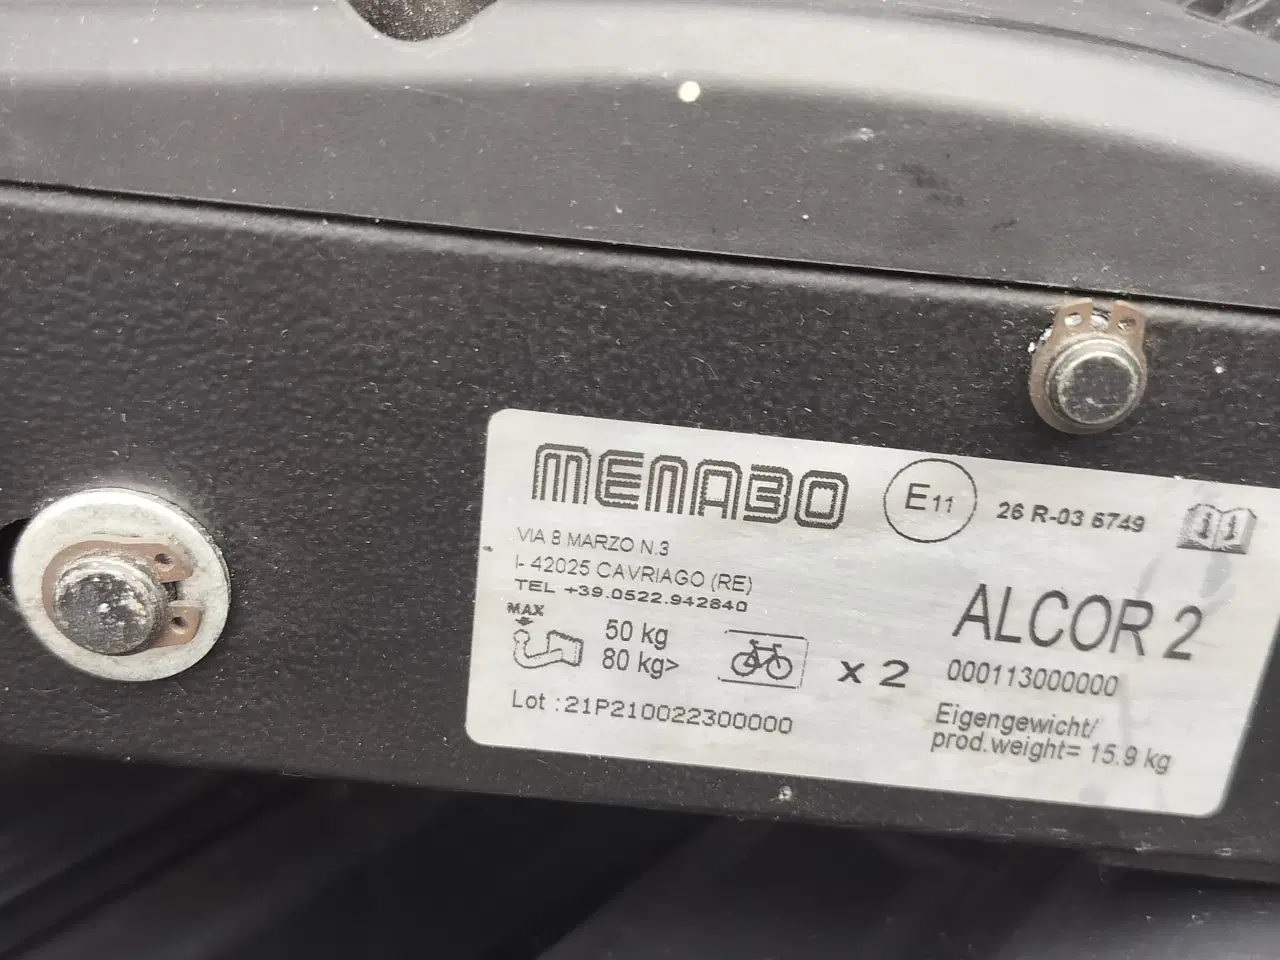 MENABO
E11
26 R-03 6749
VIA 8 MARZO N.3
I- 42025 CAVRIAGO (RE)
TEL +39.0522.942840
MAX
50 kg
80 kg>
x 2
Lot : 21P210022300000
ALCOR 2
000113000000
Eigengewicht/
prod.weight= 15.9 kg